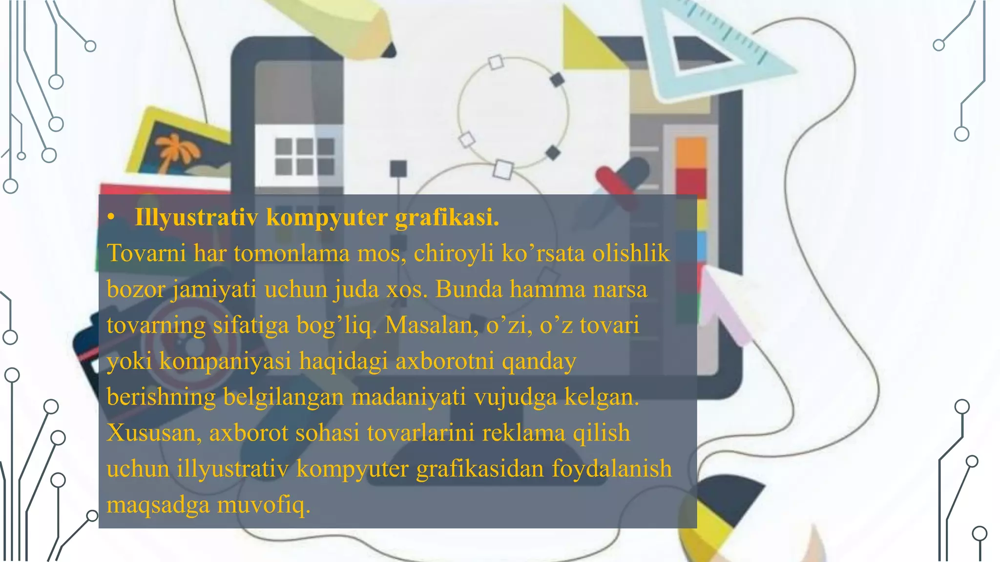 • Illyustrativ kompyuter grafikasi.
Tovarni har tomonlama mos, chiroyli ko’rsata olishlik
bozor jamiyati uchun juda xos. Bunda hamma narsa
tovarning sifatiga bog’liq. Masalan, o’zi, o’z tovari
yoki kompaniyasi haqidagi axborotni qanday
berishning belgilangan madaniyati vujudga kelgan.
Xususan, axborot sohasi tovarlarini reklama qilish
uchun illyustrativ kompyuter grafikasidan foydalanish
maqsadga muvofiq.